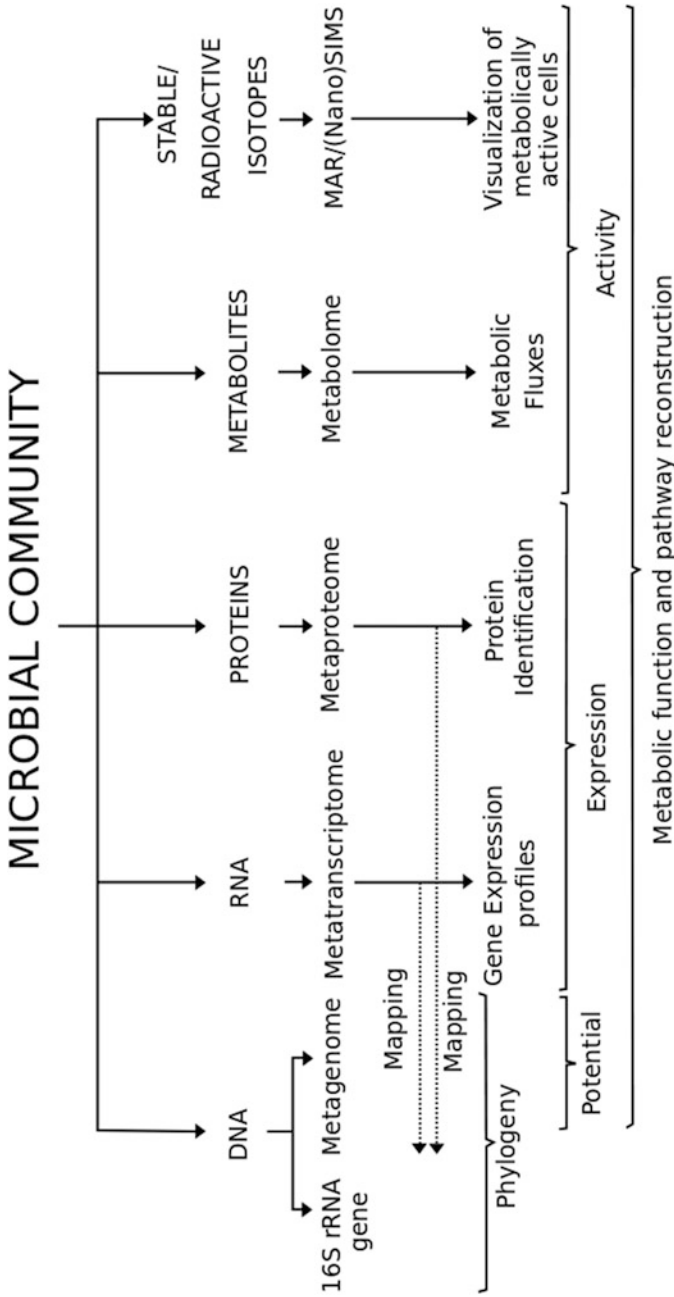 MICROBIAL COMMUNITY
DNA
RNA
PROTEINS
METABOLITES
STABLE/
RADIOACTIVE
ISOTOPES
16S rRNA
gene
Metagenome
Metatranscriptome
Metaproteome
Metabolome
MAR/(Nano)SIMS
Mapping
Mapping
Gene Expression
profiles
Protein
Identification
Metabolic
Fluxes
Visualization of
metabolically
active cells
Phylogeny
Potential
Expression
Activity
Metabolic function and pathway reconstruction